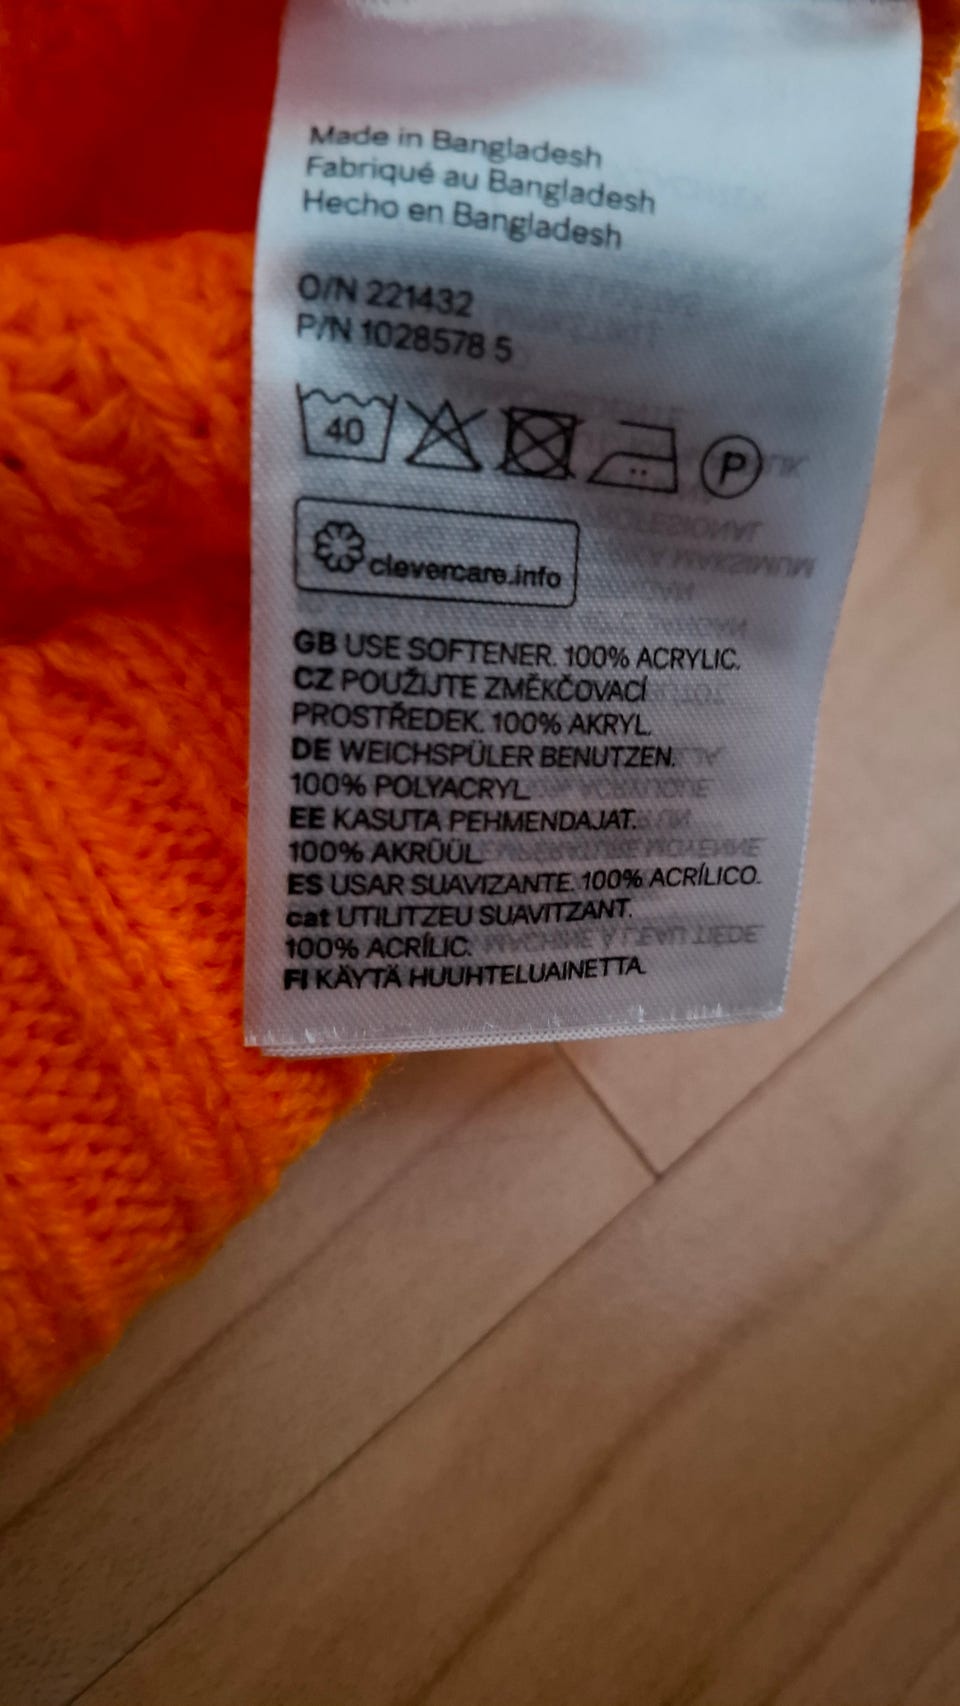 Made in Bangladesh
Fabriqué au Bangladesh
Hecho en Bangladesh
O/N 221432
P/N 1028578 5
40 P
clevercare.info
GB USE SOFTENER. 100% ACRYLIC.
CZ POUŽIJTE ZMĚKČOVACÍ
PROSTŘEDEK. 100% AKRYL.
DE WEICHSPÜLER BENUTZEN.
100% POLYACRYL
EE KASUTA PEHMENDAJAT.
100% AKRÜÜL
ES USAR SUAVIZANTE. 100% ACRÍLICO.
cat UTILITZEU SUAVITZANT.
100% ACRÍLIC.
FI KÄYTÄ HUUHTELUAINETTA.